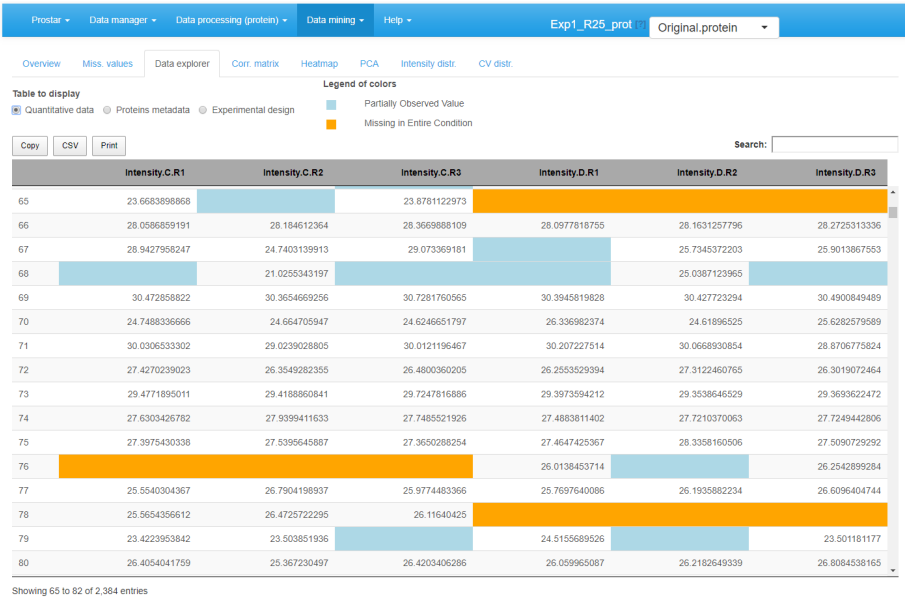 Prostar Data manager Data processing (protein) Data mining Help Exp1_R25_prot [?] Original.protein
Overview Miss. values Data explorer Corr. matrix Heatmap PCA Intensity distr. CV distr.
Table to display Legend of colors
Quantitative data Proteins metadata Experimental design Partially Observed Value
Missing in Entire Condition
Copy CSV Print Search:
Intensity.C.R1 Intensity.C.R2 Intensity.C.R3 Intensity.D.R1 Intensity.D.R2 Intensity.D.R3
65 23.6683898868 23.8781122973
66 28.0586859191 28.184612364 28.3669888109 28.0977818755 28.1631257796 28.2725313336
67 28.9427958247 24.7403139913 29.073369181 25.7345372203 25.9013867553
68 21.0255343197 25.0387123965
69 30.472858822 30.3654669256 30.7281760565 30.3945819828 30.427723294 30.4900849489
70 24.7488336666 24.664705947 24.6246651797 26.336982374 24.61896525 25.6282579589
71 30.0306533302 29.0239028805 30.0121196467 30.207227514 30.0668930854 28.8706775824
72 27.4270239023 26.3549282355 26.4800360205 26.2553529394 27.3122460765 26.3019072464
73 29.4771895011 29.4188860841 29.7247816886 29.3973594212 29.3538646529 29.3693622472
74 27.6303426782 27.9399411633 27.7485521926 27.4883811402 27.7210370063 27.7249442806
75 27.3975430338 27.5395645887 27.3650288254 27.4647425367 28.3358160506 27.5090729292
76 26.0138453714 26.2542899284
77 25.5540304367 26.7904198937 25.9774483366 25.7697640086 26.1935882234 26.6096404744
78 25.5654356612 26.4725722295 26.11640425
79 23.4223953842 23.503851936 24.5155689526 23.501181177
80 26.4054041759 25.367230497 26.4203406286 26.059965087 26.2182649339 26.8084538165
Showing 65 to 82 of 2,384 entries